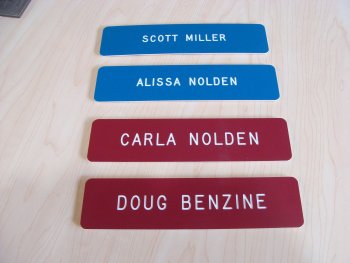 SCOTT MILLER
ALISSA NOLDEN
CARLA NOLDEN
DOUG BENZINE